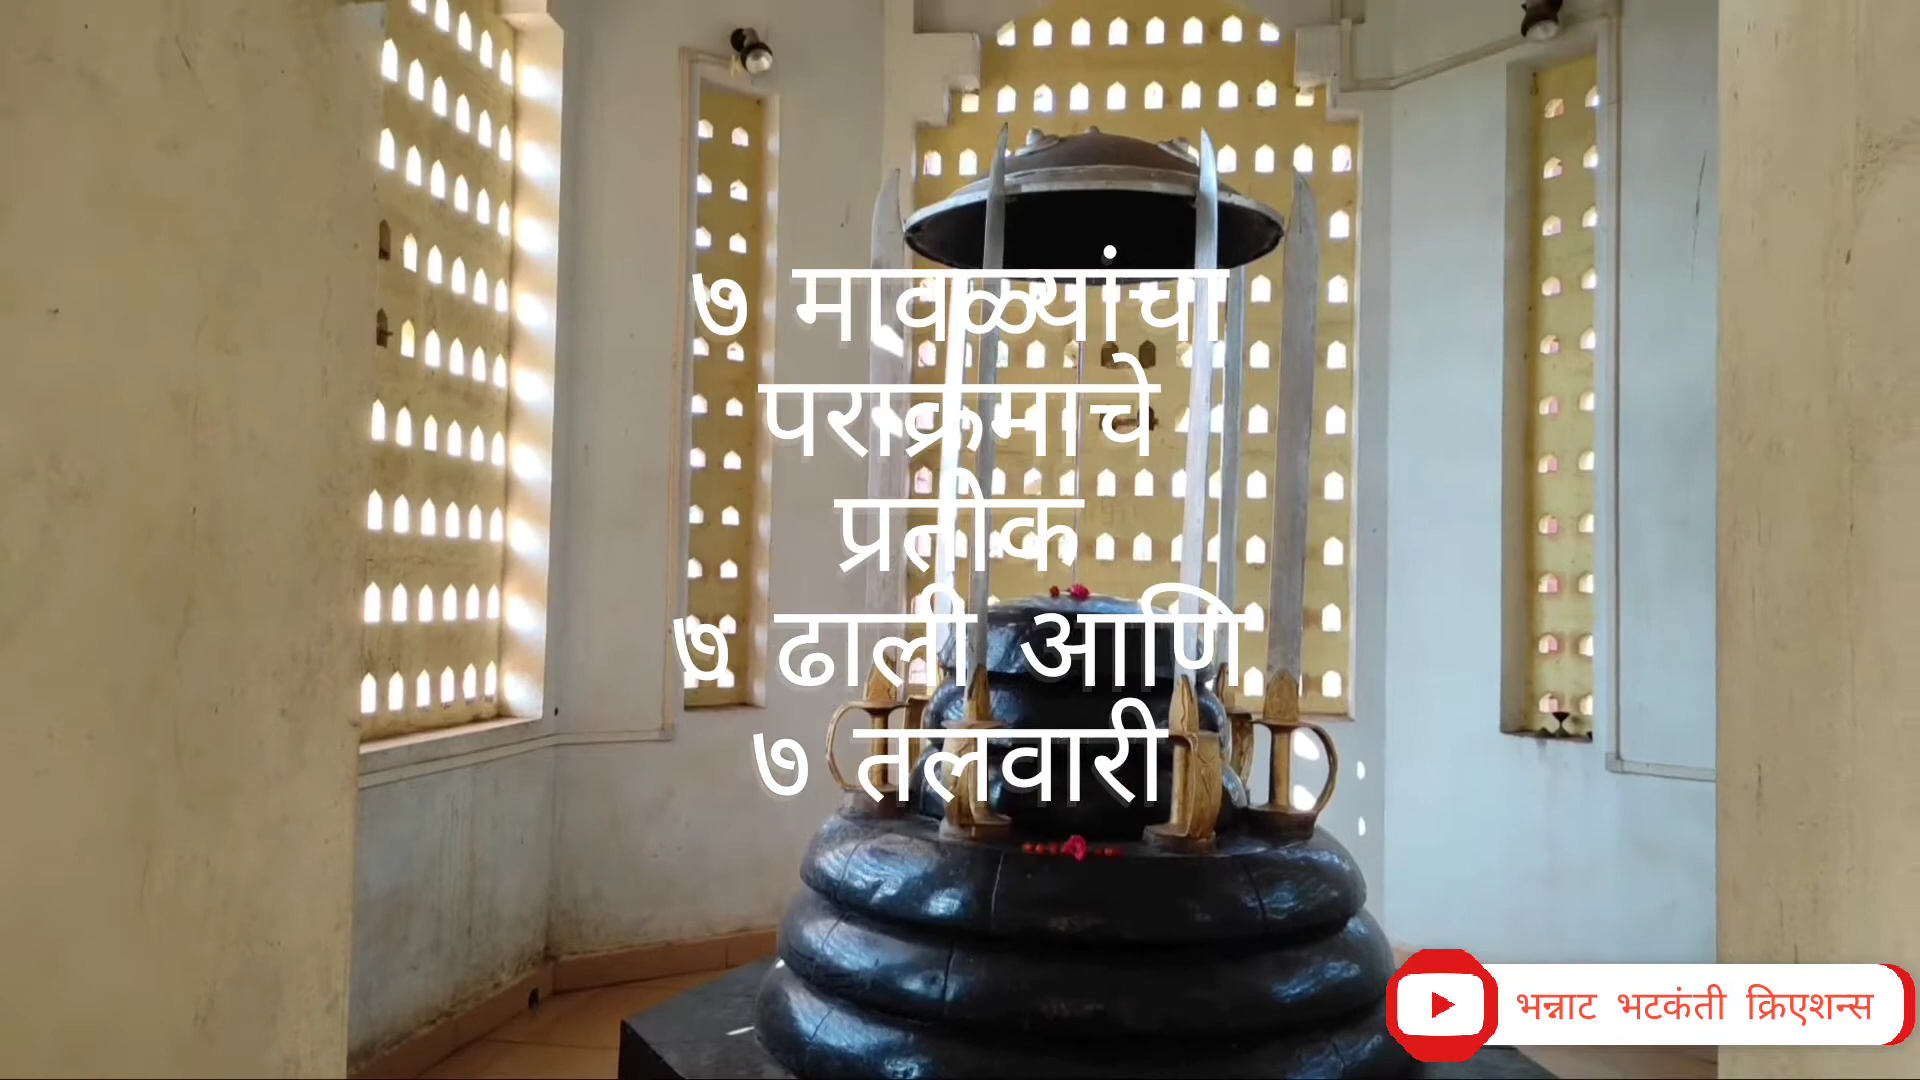 ७ मावळ्यांचा
पराक्रमाचे
प्रतीक
७ ढाली आणि
७ तलवारी
भन्नाट भटकंती क्रिएशन्स